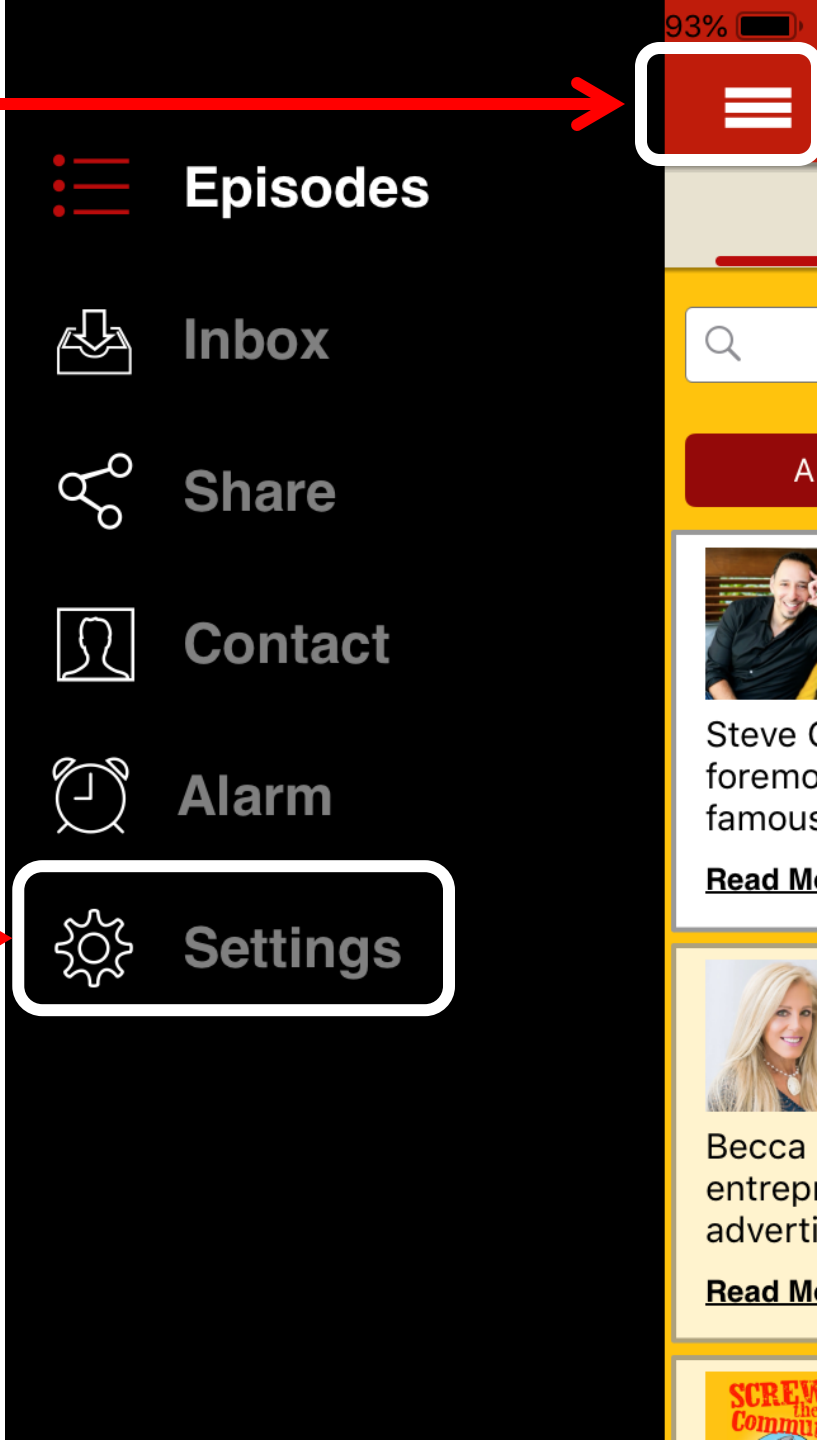 93%
Episodes
Inbox
Share
Contact
Alarm
Settings
A
Steve
foremo
famous
Read Mo
Becca
entrepr
adverti
Read Mo
SCREW
the
Commu